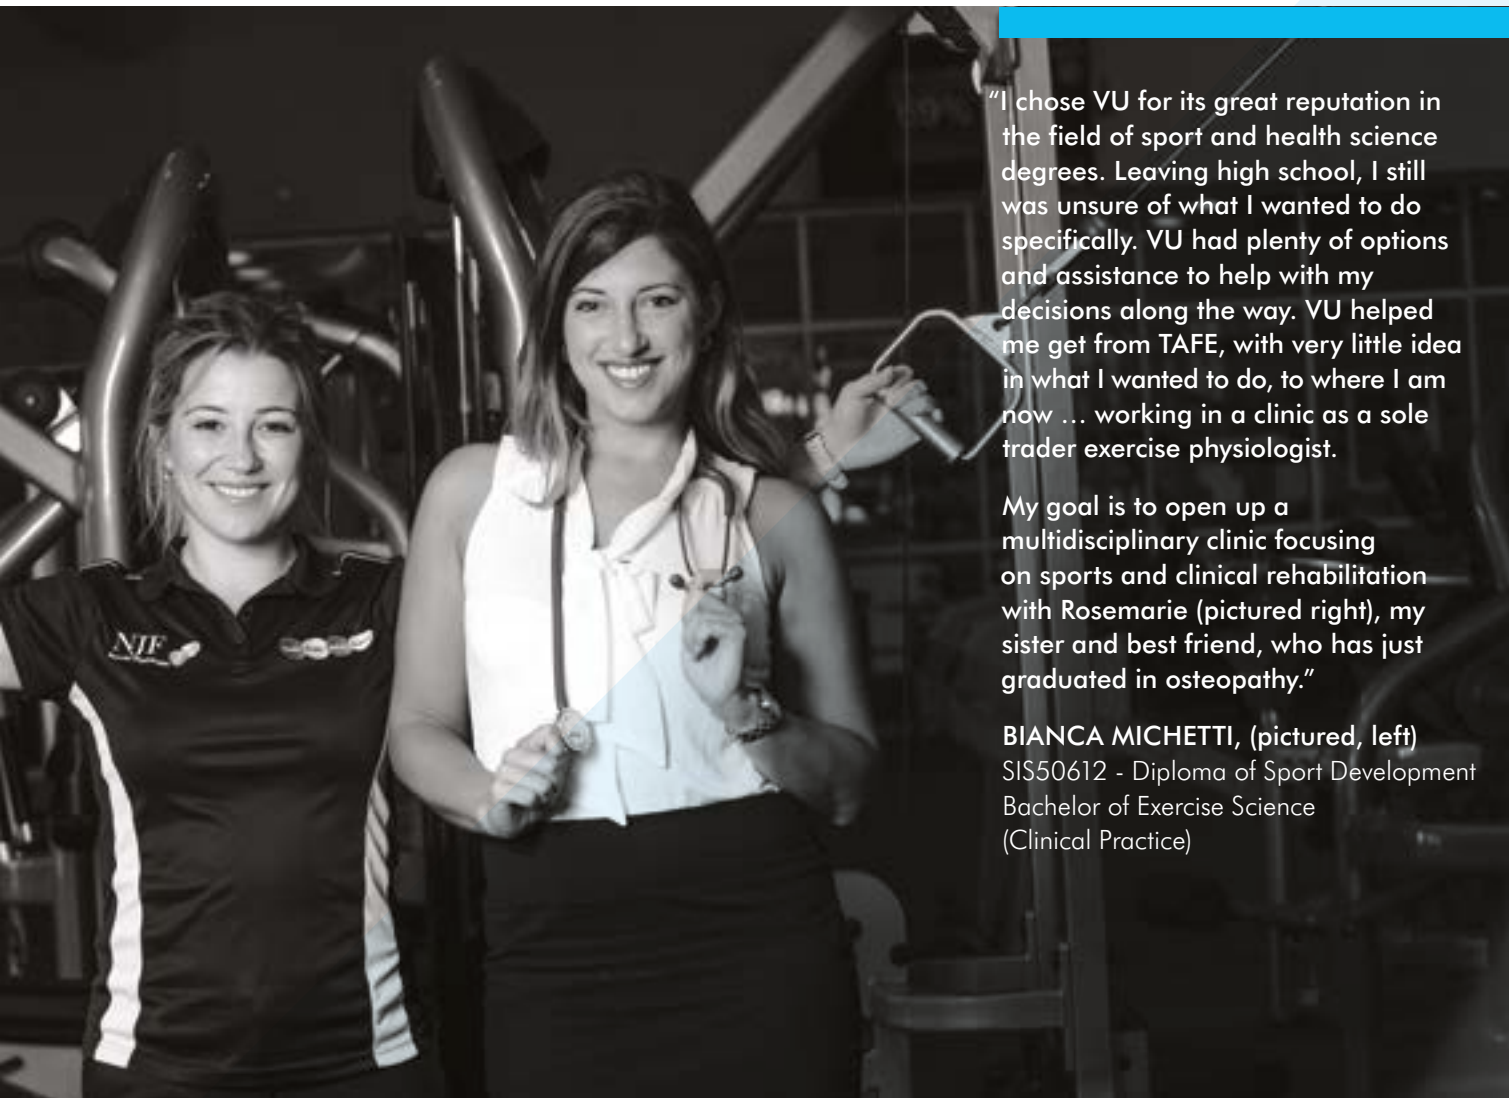 “I chose VU for its great reputation in
the field of sport and health science
degrees. Leaving high school, I still
was unsure of what I wanted to do
specifically. VU had plenty of options
and assistance to help with my
decisions along the way. VU helped
me get from TAFE, with very little idea
in what I wanted to do, to where I am
now … working in a clinic as a sole
trader exercise physiologist.
My goal is to open up a
multidisciplinary clinic focusing
on sports and clinical rehabilitation
with Rosemarie (pictured right), my
sister and best friend, who has just
graduated in osteopathy.”
BIANCA MICHETTI, (pictured, left)
SIS50612 - Diploma of Sport Development
Bachelor of Exercise Science
(Clinical Practice)
NJF